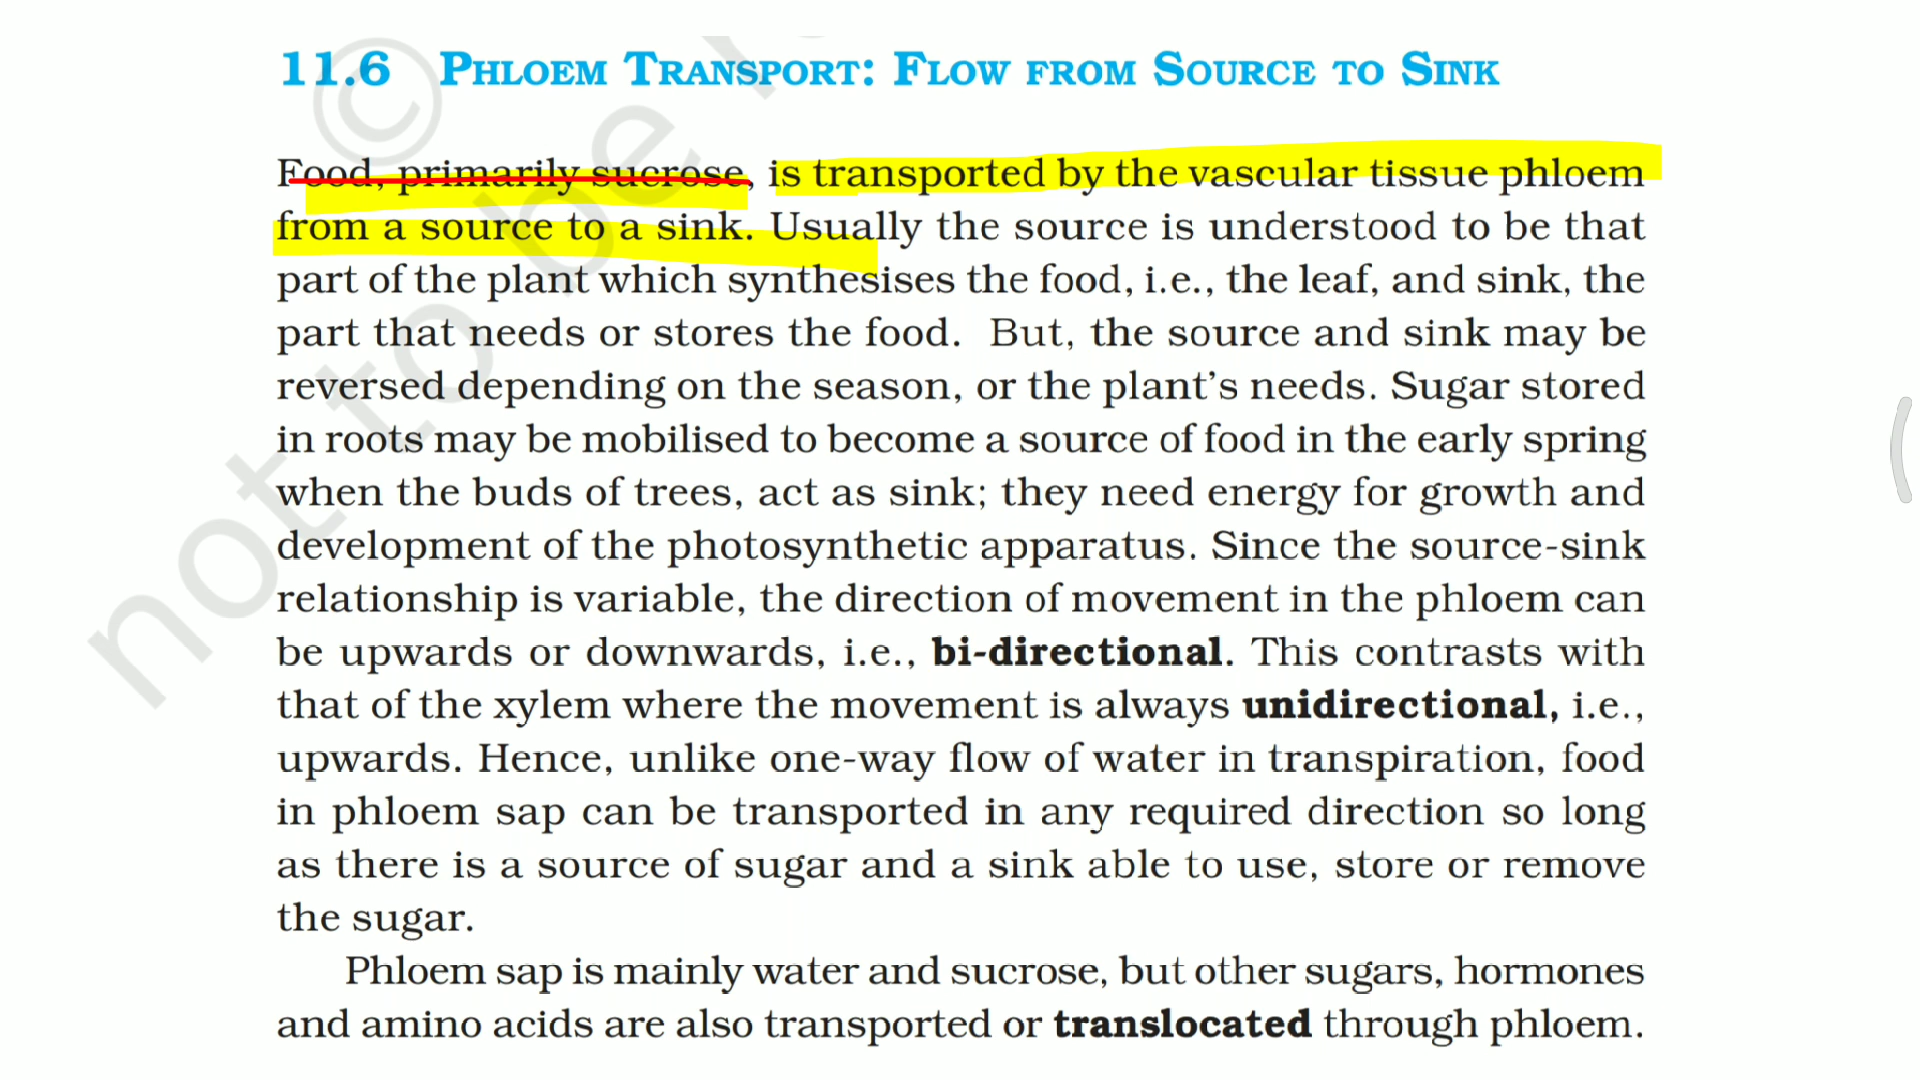 11.6 Phloem Transport: Flow from Source to Sink
Food, primarily sucrose, is transported by the vascular tissue phloem
from a source to a sink. Usually the source is understood to be that
part of the plant which synthesises the food, i.e., the leaf, and sink, the
part that needs or stores the food. But, the source and sink may be
reversed depending on the season, or the plant’s needs. Sugar stored
in roots may be mobilised to become a source of food in the early spring
when the buds of trees, act as sink; they need energy for growth and
development of the photosynthetic apparatus. Since the source-sink
relationship is variable, the direction of movement in the phloem can
be upwards or downwards, i.e., bi-directional. This contrasts with
that of the xylem where the movement is always unidirectional, i.e.,
upwards. Hence, unlike one-way flow of water in transpiration, food
in phloem sap can be transported in any required direction so long
as there is a source of sugar and a sink able to use, store or remove
the sugar.
Phloem sap is mainly water and sucrose, but other sugars, hormones
and amino acids are also transported or translocated through phloem.
©
not to be